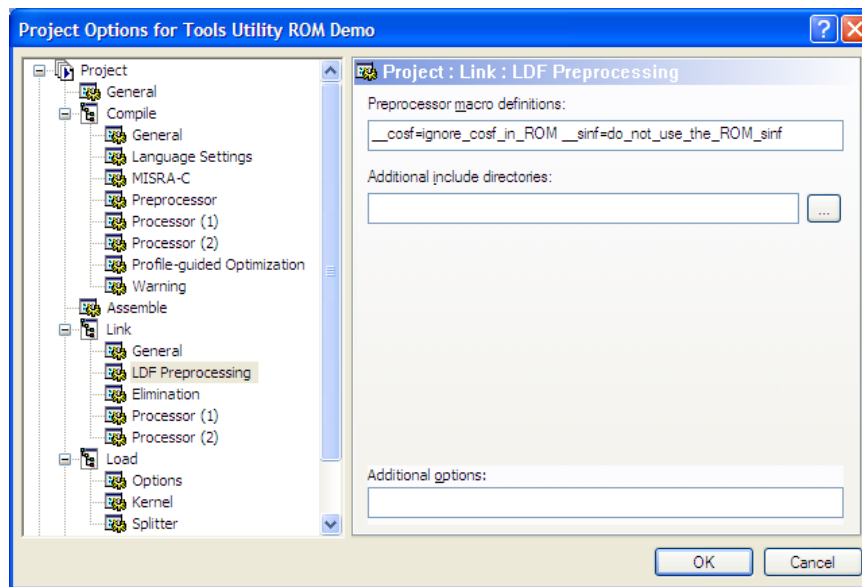 Project Options for Tools Utility ROM Demo
Project
General
Compile
General
Language Settings
MISRA-C
Preprocessor
Processor (1)
Processor (2)
Profile-guided Optimization
Warning
Assemble
Link
General
LDF Preprocessing
Elimination
Processor (1)
Processor (2)
Load
Options
Kernel
Splitter
Project : Link : LDF Preprocessing
Preprocessor macro definitions:
__cosf=ignore_cosf_in_ROM __sinf=do_not_use_the_ROM_sinf
Additional include directories:
...
Additional options:
OK Cancel